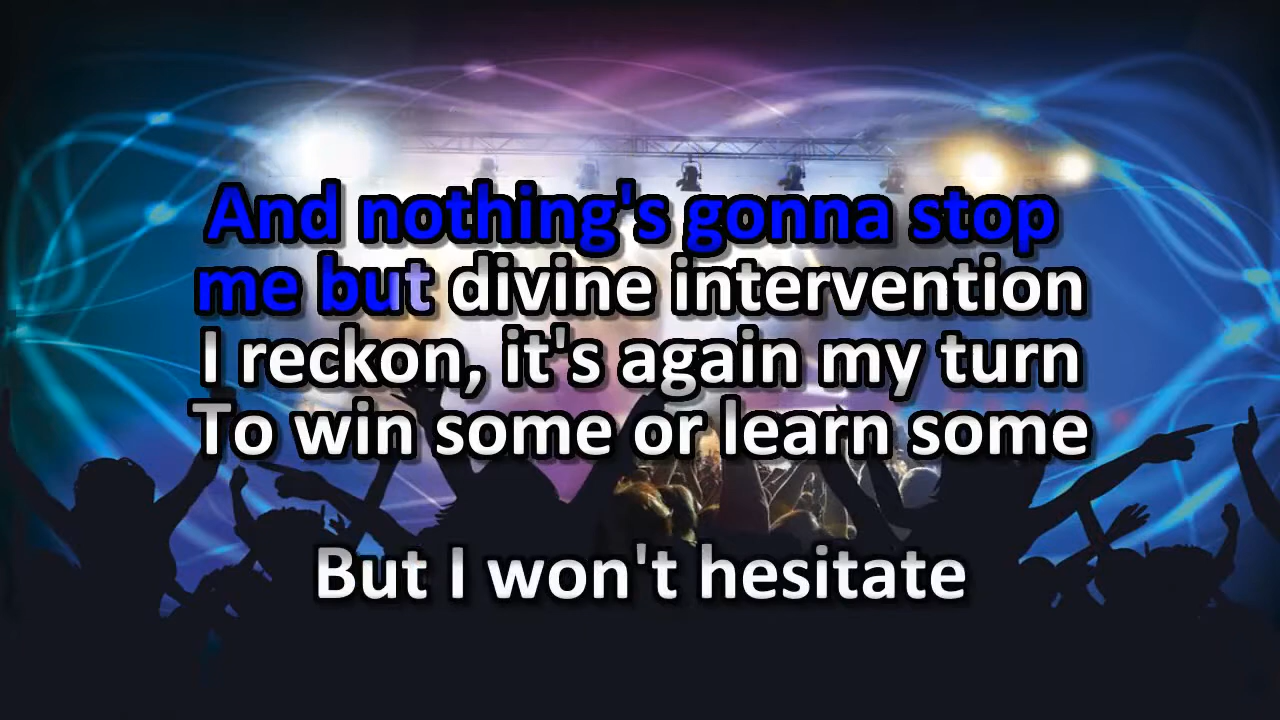 And nothing's gonna stop
me but divine intervention
I reckon, it's again my turn
To win some or learn some
But I won't hesitate